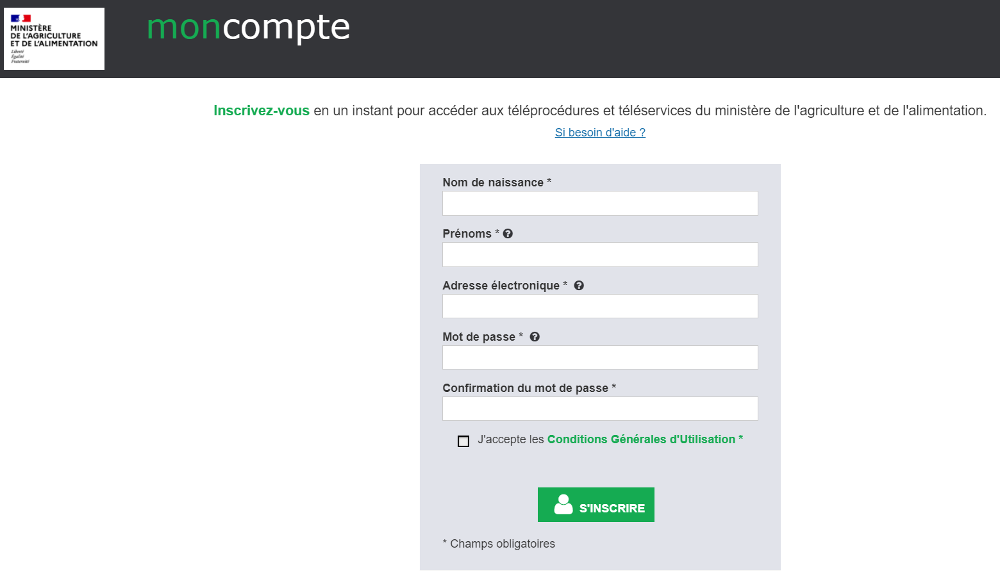 MINISTÈRE
DE L'AGRICULTURE
ET DE L'ALIMENTATION
Liberté
Égalité
Fraternité
moncompte
Inscrivez-vous en un instant pour accéder aux téléprocédures et téléservices du ministère de l'agriculture et de l'alimentation.
Si besoin d'aide ?
Nom de naissance *
Prénoms * ?
Adresse électronique * ?
Mot de passe * ?
Confirmation du mot de passe *
J'accepte les Conditions Générales d'Utilisation *
S'INSCRIRE
* Champs obligatoires